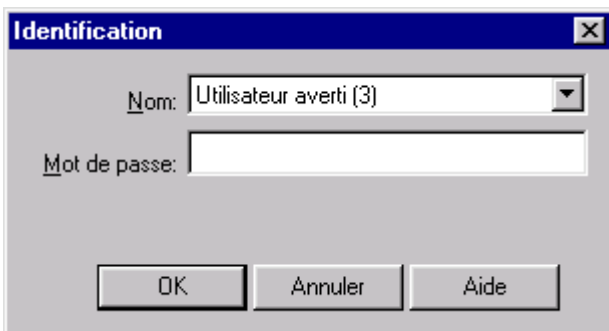 Identification
Nom: Utilisateur averti (3)
Mot de passe:
OK Annuler Aide